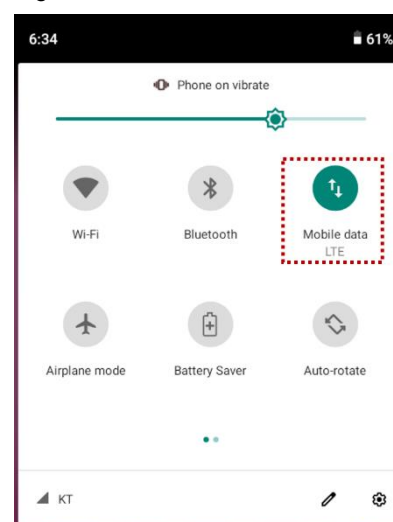 6:34 61%
Phone on vibrate
Wi-Fi Bluetooth Mobile data
LTE
Airplane mode Battery Saver Auto-rotate
KT